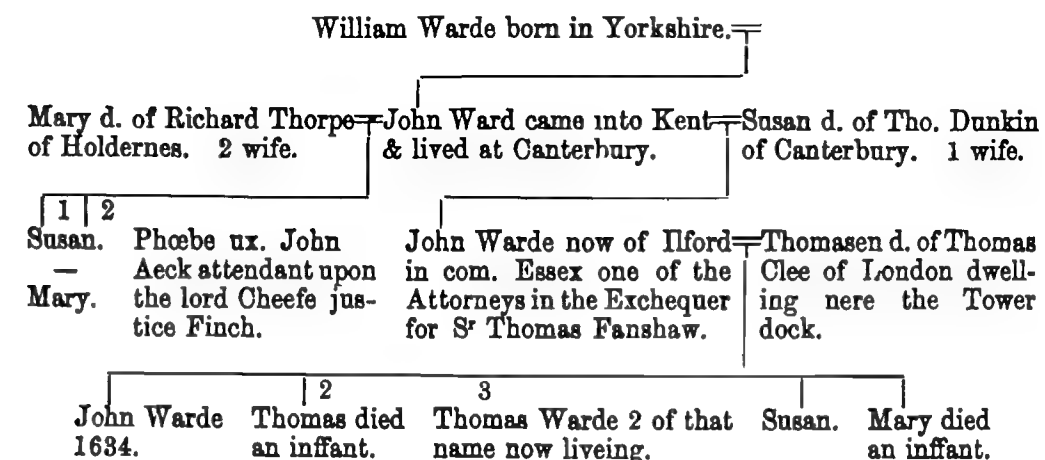 William Warde born in Yorkshire.
Mary d. of Richard Thorpe
of Holdernes. 2 wife.
John Ward came into Kent
& lived at Canterbury.
Susan d. of Tho. Dunkin
of Canterbury. 1 wife.
1 2
Susan.
—
Mary.
Phœbe ux. John
Aeck attendant upon
the lord Cheefe jus-
tice Finch.
John Warde now of Ilford
in com. Essex one of the
Attorneys in the Exchequer
for Sʳ Thomas Fanshaw.
Thomasen d. of Thomas
Clee of London dwell-
ing nere the Tower
dock.
John Warde
1634.
2
Thomas died
an inffant.
3
Thomas Warde 2 of that
name now liveing.
Susan.
Mary died
an inffant.